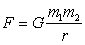 F = G m₁m₂ / r